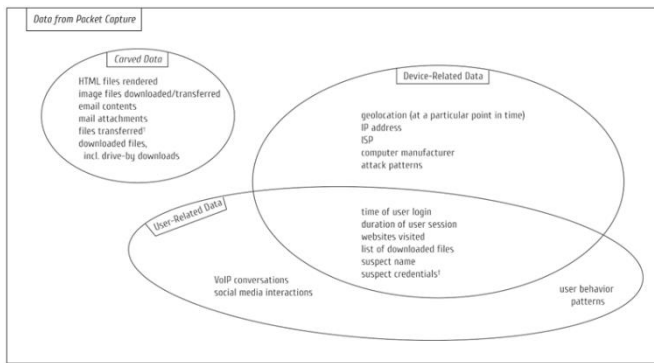 Data from Packet Capture
Carved Data
HTML files rendered
image files downloaded/transferred
email contents
mail attachments
files transferred†
downloaded files,
incl. drive-by downloads
Device-Related Data
geolocation (at a particular point in time)
IP address
ISP
computer manufacturer
attack patterns
User-Related Data
time of user login
duration of user session
websites visited
list of downloaded files
suspect name
suspect credentials†
VoIP conversations
social media interactions
user behavior
patterns